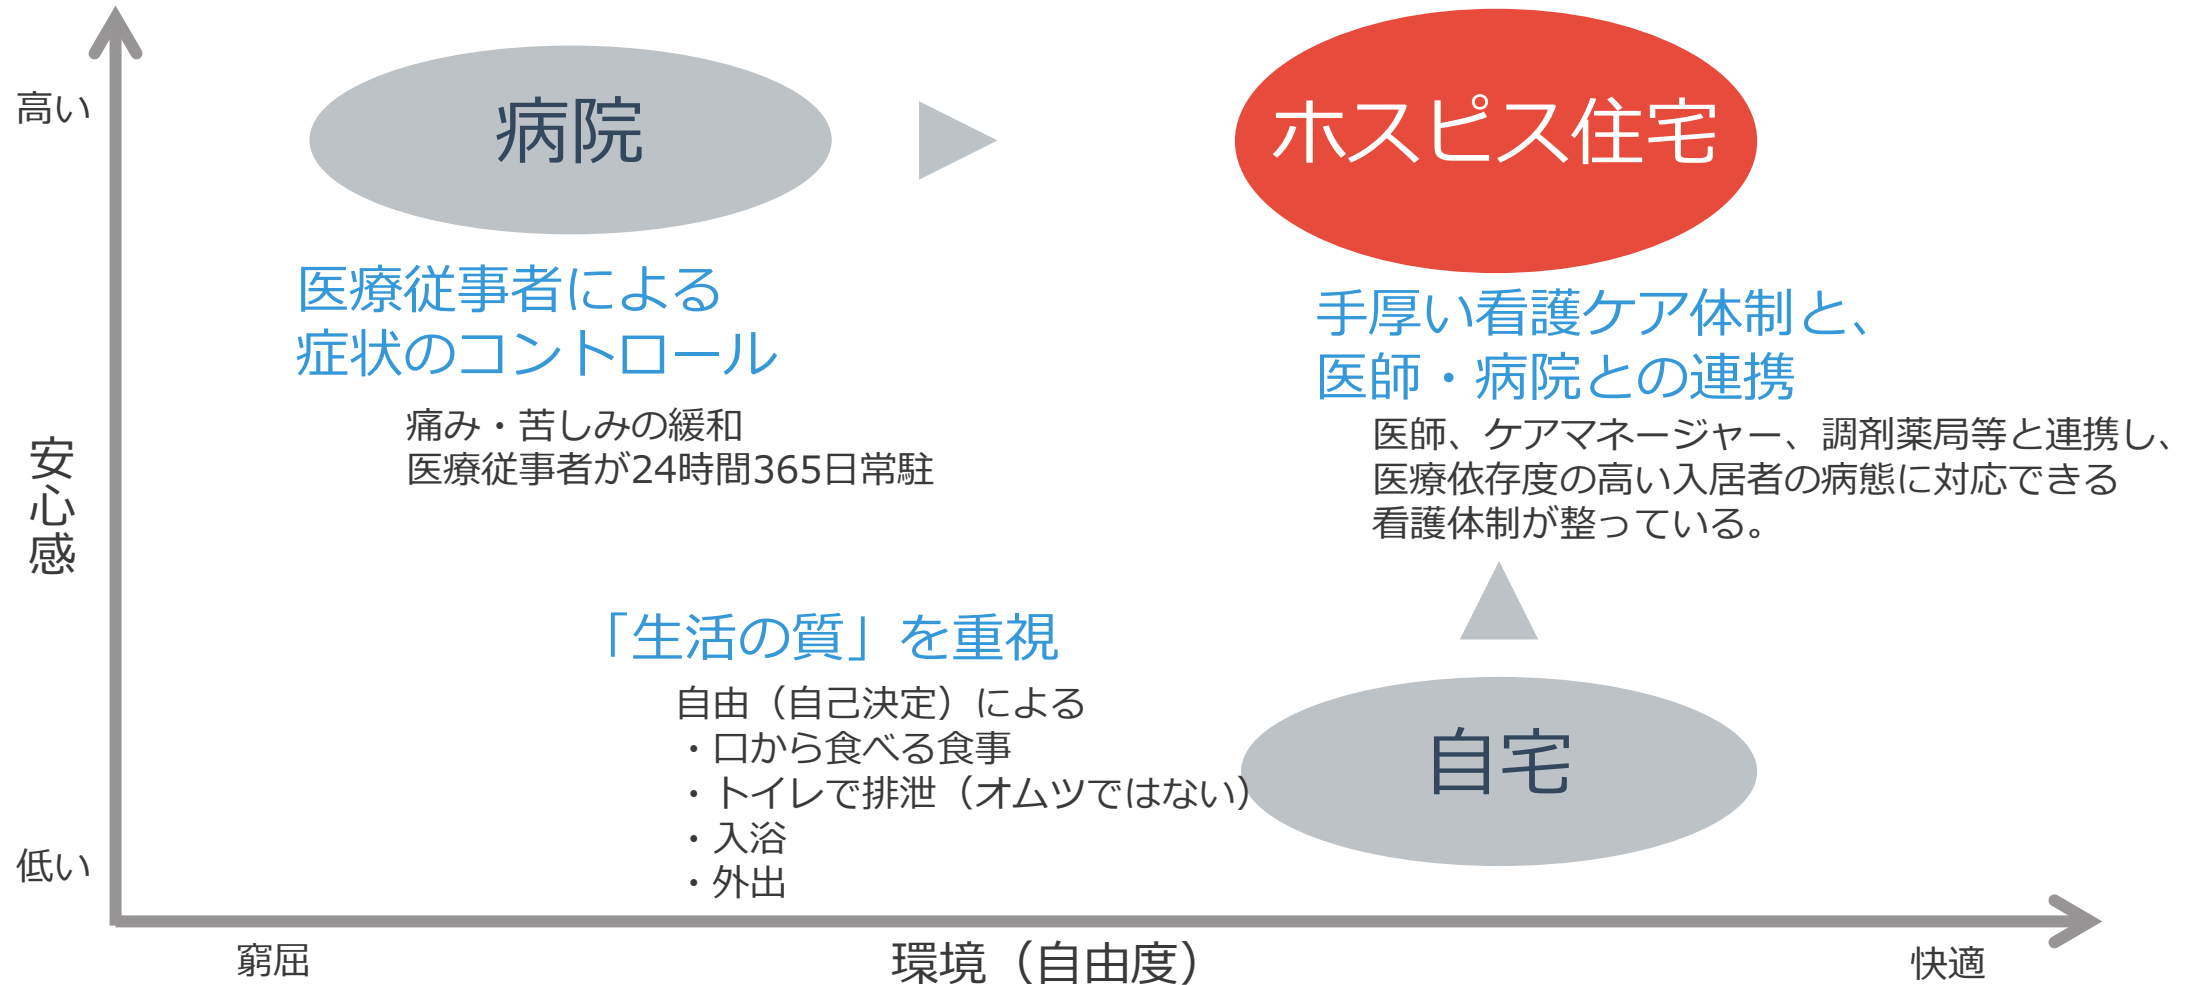 高い
病院
ホスピス住宅
医療従事者による
症状のコントロール
痛み・苦しみの緩和
医療従事者が24時間365日常駐
手厚い看護ケア体制と、
医師・病院との連携
医師、ケアマネージャー、調剤薬局等と連携し、
医療依存度の高い入居者の病態に対応できる
看護体制が整っている。
安心感
「生活の質」を重視
自由（自己決定）による
・口から食べる食事
・トイレで排泄（オムツではない）
・入浴
・外出
自宅
低い
窮屈
環境（自由度）
快適